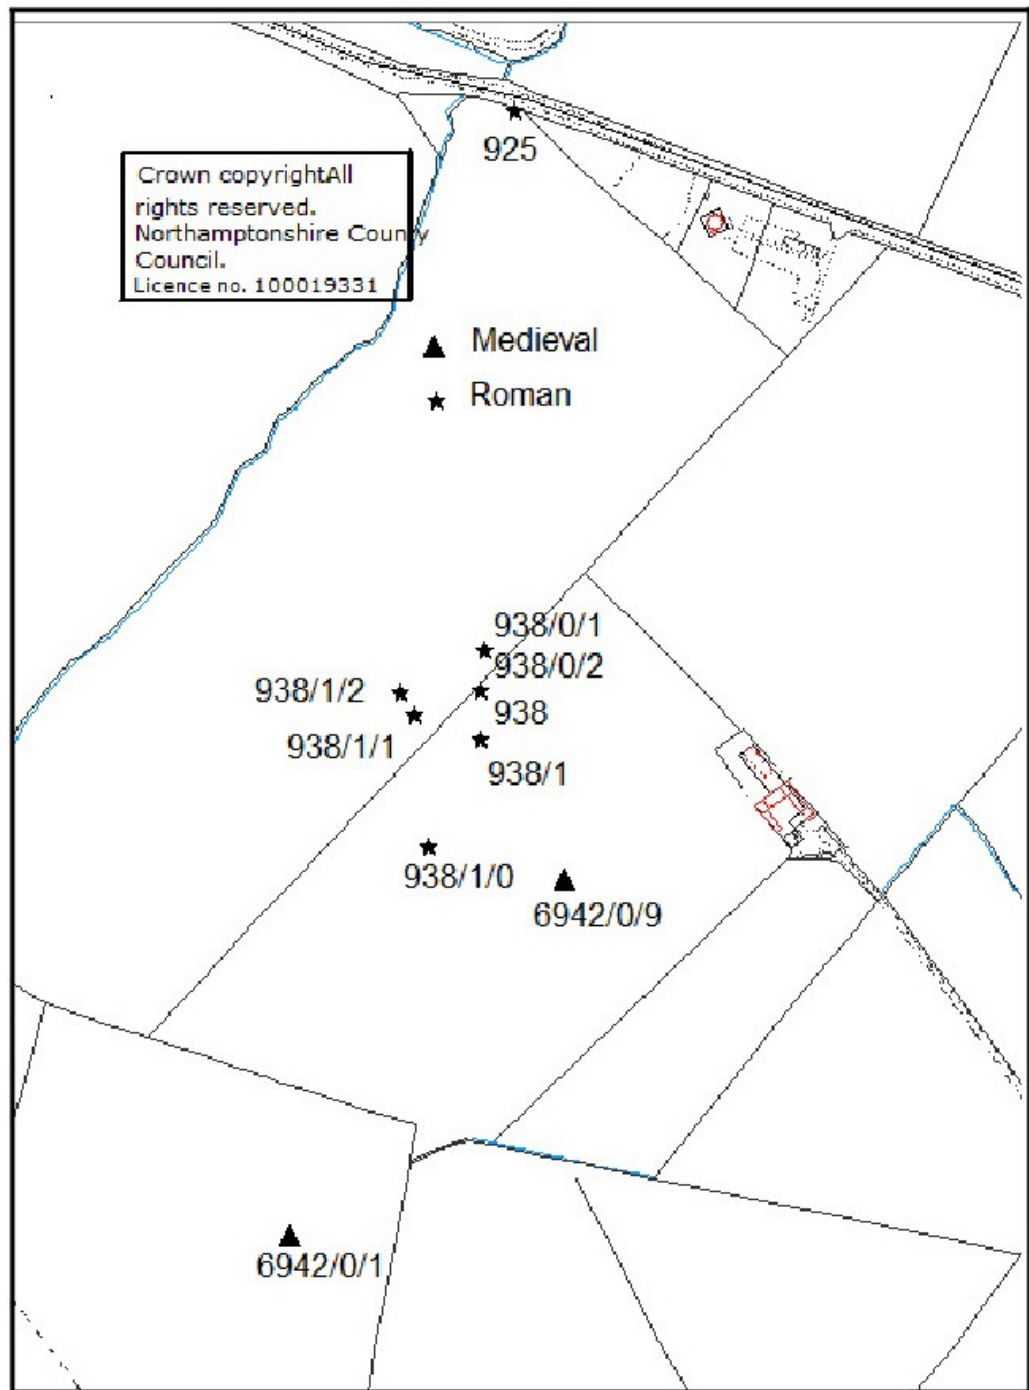 925
Crown copyrightAll
rights reserved.
Northamptonshire County
Council.
Licence no. 100019331
Medieval
Roman
938/0/1
938/0/2
938/1/2
938
938/1/1
938/1
938/1/0
6942/0/9
6942/0/1